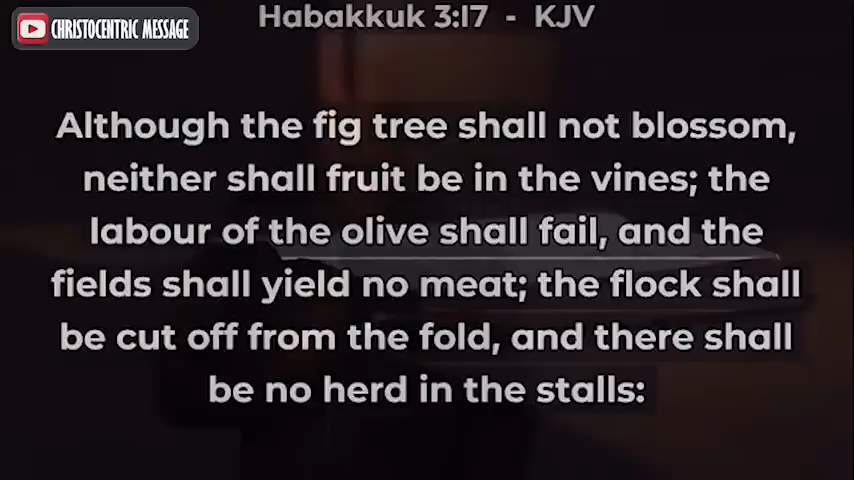 Habakkuk 3:17 - KJV
CHRISTOCENTRIC MESSAGE
Although the fig tree shall not blossom,
neither shall fruit be in the vines; the
labour of the olive shall fail, and the
fields shall yield no meat; the flock shall
be cut off from the fold, and there shall
be no herd in the stalls: